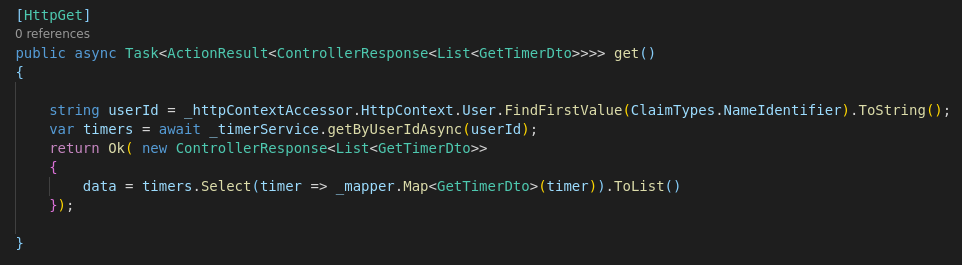 [HttpGet]
0 references
public async Task<ActionResult<ControllerResponse<List<GetTimerDto>>>> get()
{
string userId = _httpContextAccessor.HttpContext.User.FindFirstValue(ClaimTypes.NameIdentifier).ToString();
var timers = await _timerService.getByUserIdAsync(userId);
return Ok( new ControllerResponse<List<GetTimerDto>>
{
data = timers.Select(timer => _mapper.Map<GetTimerDto>(timer)).ToList()
});
}